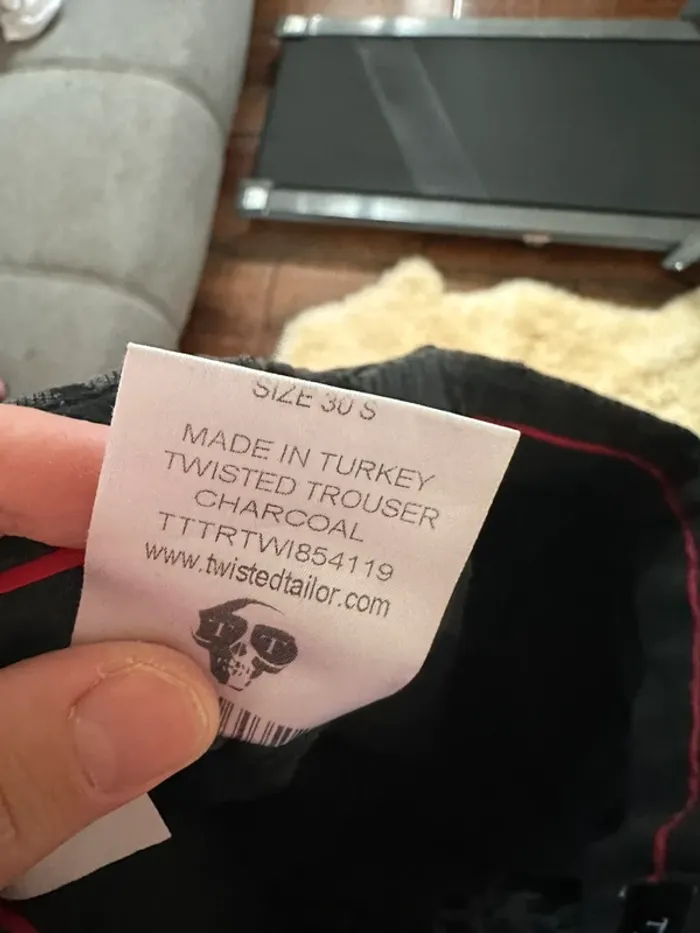 SIZE 30 S
MADE IN TURKEY
TWISTED TROUSER
CHARCOAL
TTTRTWI854119
www.twistedtailor.com
T T
T